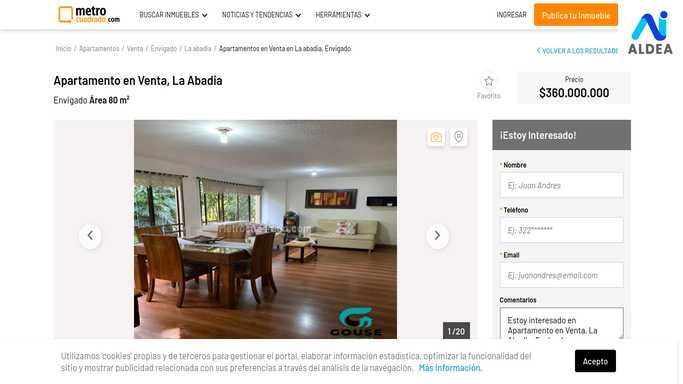 metro
cuadrado.com
BUSCAR INMUEBLES
NOTICIAS Y TENDENCIAS
HERRAMIENTAS
INGRESAR
Publica tu Inmueble
ALDEA
Inicio / Apartamentos / Venta / Envigado / La abadia / Apartamentos en Venta en La abadia, Envigado
VOLVER A LOS RESULTAD
Apartamento en Venta, La Abadia
Envigado Área 80 m²
Favorito
Precio
$360.000.000
¡Estoy Interesado!
* Nombre
Ej: Juan Andres
* Teléfono
Ej: 322*******
* Email
Ej: juanandres@email.com
Comentarios
Estoy interesado en
Apartamento en Venta, La
GOUSE
1 / 20
Utilizamos 'cookies' propias y de terceros para gestionar el portal, elaborar información estadística, optimizar la funcionalidad del
sitio y mostrar publicidad relacionada con sus preferencias a través del análisis de la navegación. Más información.
Acepto